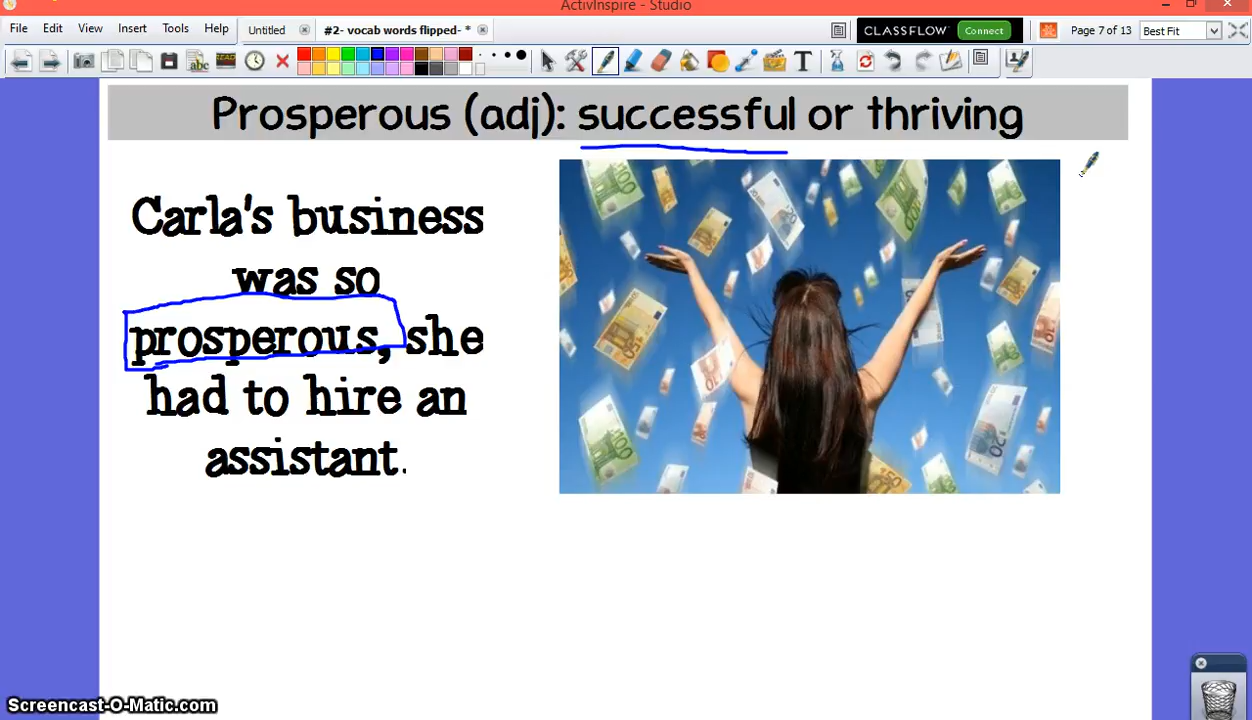 ActivInspire - Studio
File Edit View Insert Tools Help Untitled #2- vocab words flipped- * CLASSFLOW Connect Page 7 of 13 Best Fit
Prosperous (adj): successful or thriving
Carla's business
was so
prosperous, she
had to hire an
assistant.
Screencast-O-Matic.com